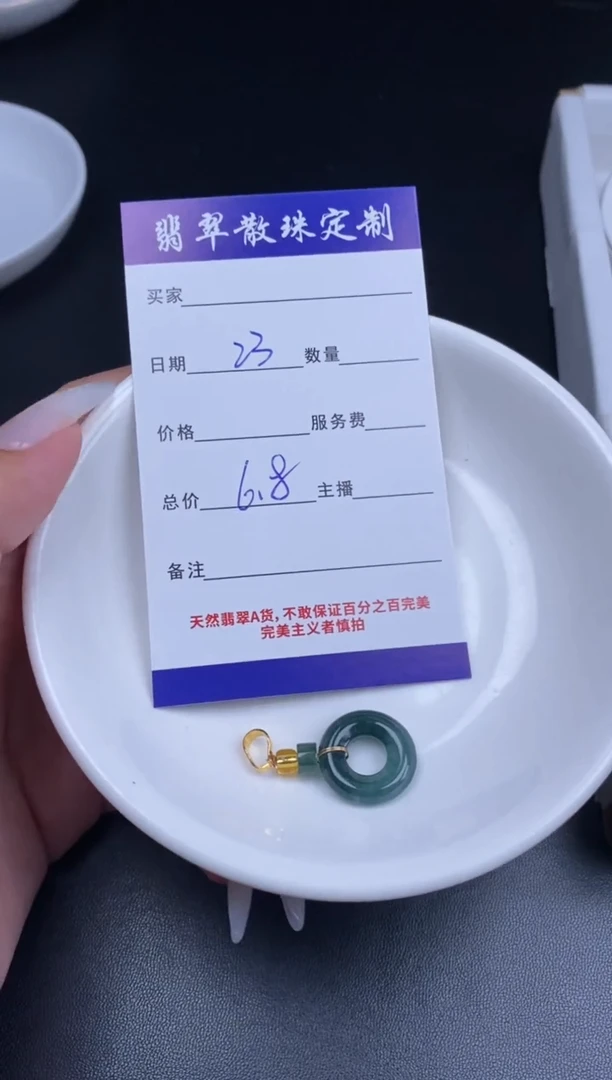 翡翠散珠定制
买家
日期 23 数量
价格 服务费
总价 6.8 主播
备注
天然翡翠A货,不敢保证百分之百完美
完美主义者慎拍